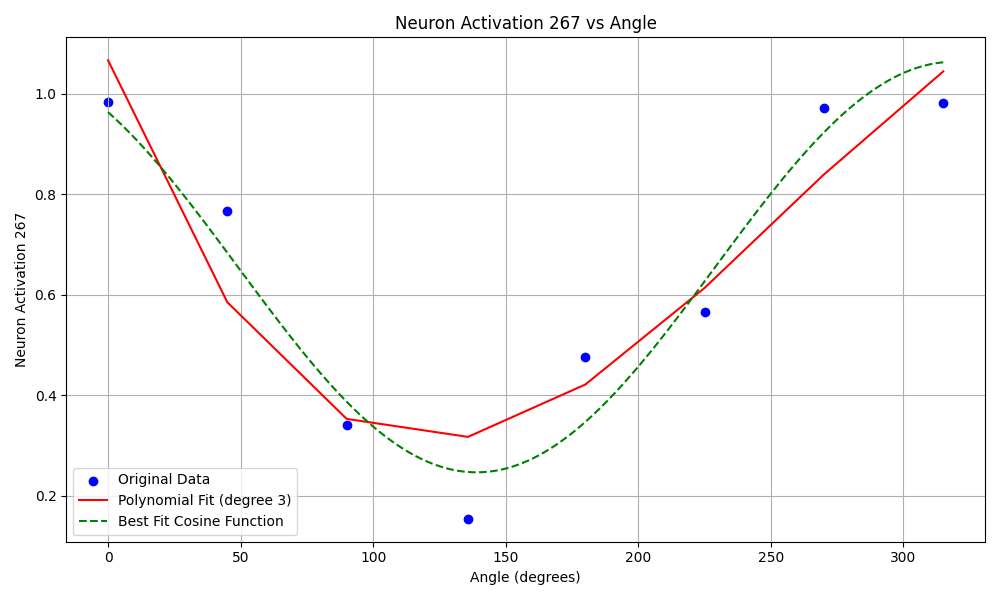 Neuron Activation 267 vs Angle
Neuron Activation 267
1.0
0.8
0.6
0.4
0.2
Original Data
Polynomial Fit (degree 3)
Best Fit Cosine Function
0 50 100 150 200 250 300
Angle (degrees)